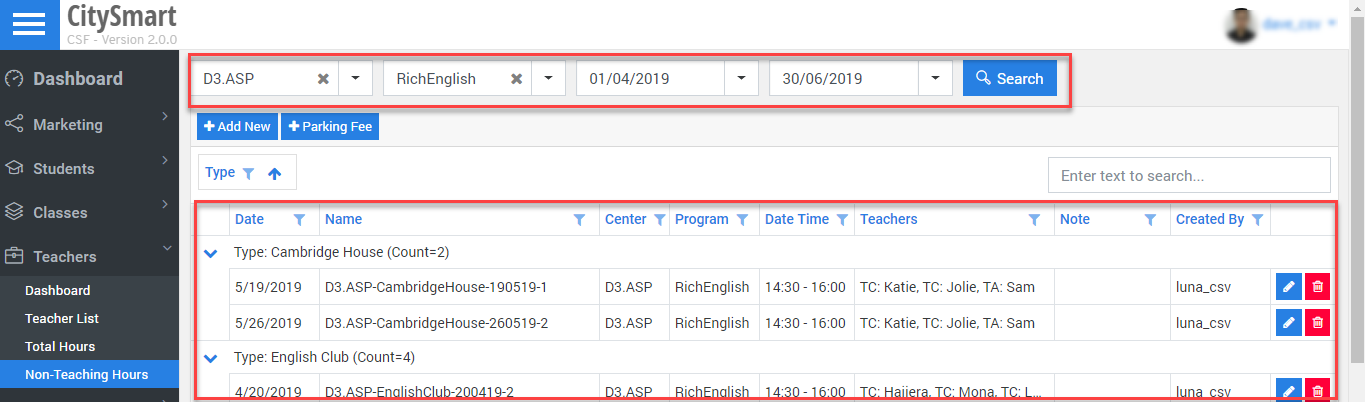 CitySmart
CSF - Version 2.0.0
Dashboard
Marketing
Students
Classes
Teachers
Dashboard
Teacher List
Total Hours
Non-Teaching Hours
D3.ASP RichEnglish 01/04/2019 30/06/2019 Search
Add New Parking Fee
Type
Enter text to search...
Date Name Center Program Date Time Teachers Note Created By
Type: Cambridge House (Count=2)
5/19/2019 D3.ASP-CambridgeHouse-190519-1 D3.ASP RichEnglish 14:30 - 16:00 TC: Katie, TC: Jolie, TA: Sam luna_csv
5/26/2019 D3.ASP-CambridgeHouse-260519-2 D3.ASP RichEnglish 14:30 - 16:00 TC: Katie, TC: Jolie, TA: Sam luna_csv
Type: English Club (Count=4)
4/20/2019 D3.ASP-EnglishClub-200419-2 D3.ASP RichEnglish 14:30 - 16:00 TC: Hajjera, TC: Mona, TC: L... luna_csv